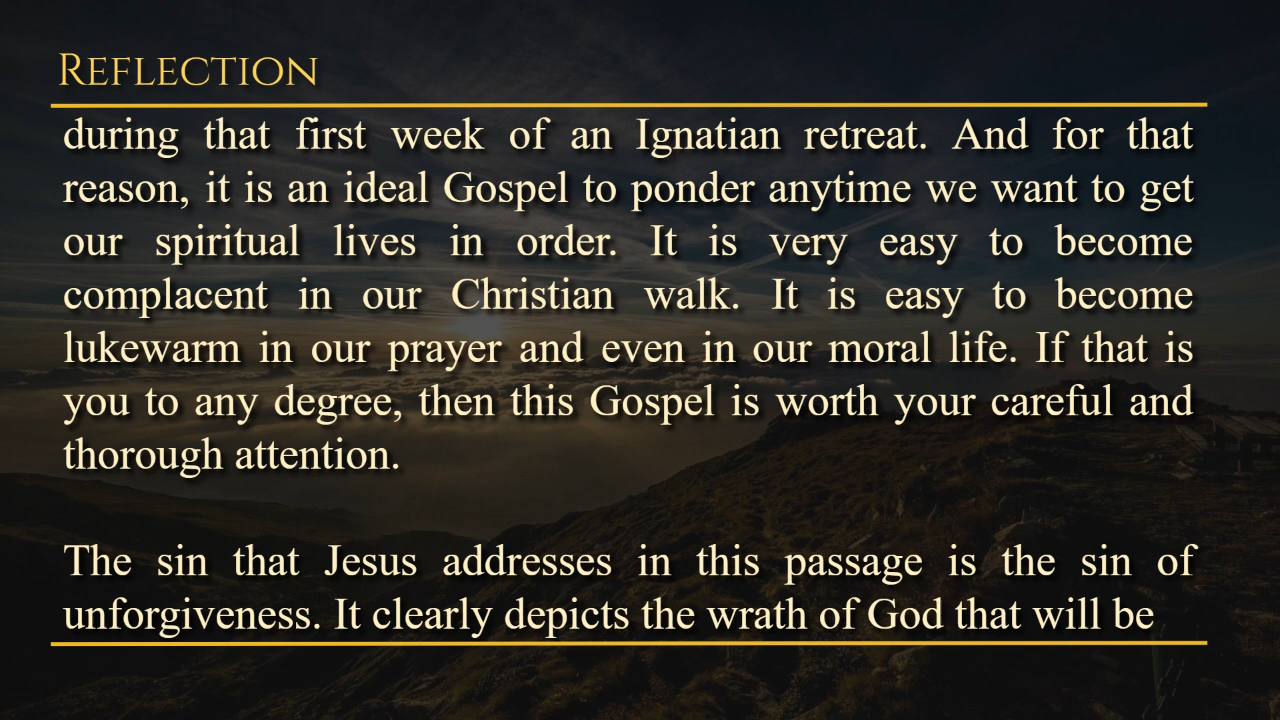 Reflection
during that first week of an Ignatian retreat. And for that
reason, it is an ideal Gospel to ponder anytime we want to get
our spiritual lives in order. It is very easy to become
complacent in our Christian walk. It is easy to become
lukewarm in our prayer and even in our moral life. If that is
you to any degree, then this Gospel is worth your careful and
thorough attention.
The sin that Jesus addresses in this passage is the sin of
unforgiveness. It clearly depicts the wrath of God that will be